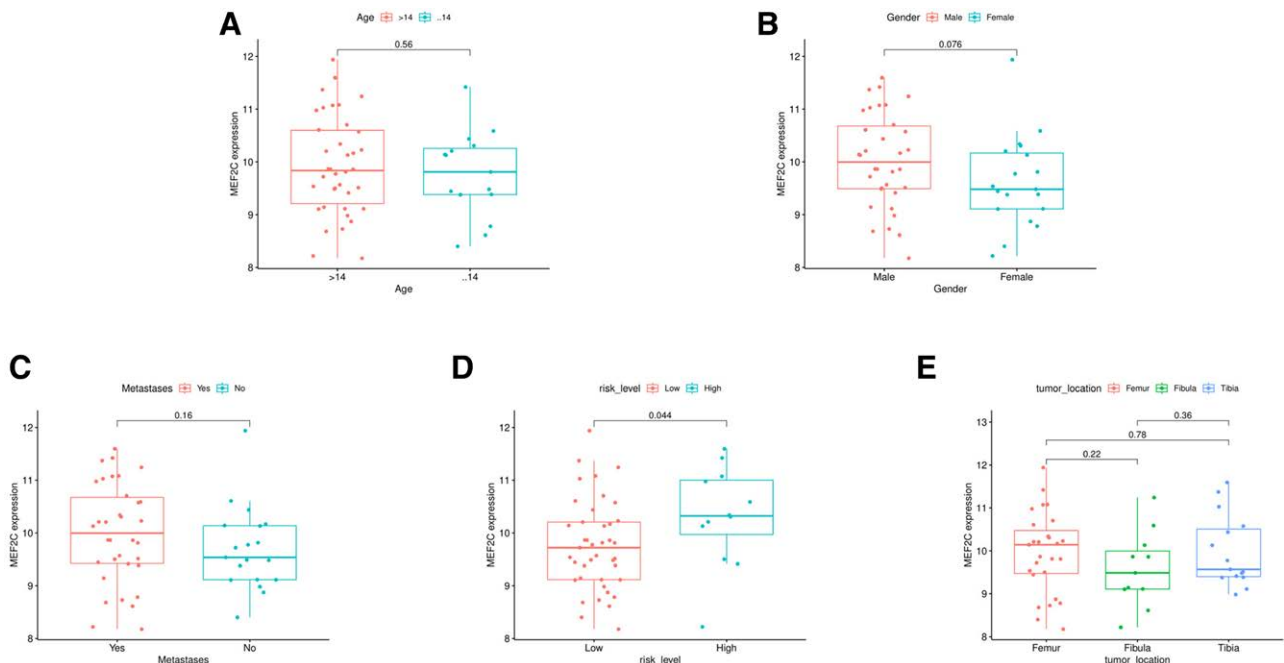 A
Age >14 ..14
0.56
12
11
10
9
8
MEF2C expression
>14 ..14
Age
B
Gender Male Female
0.076
12
11
10
9
8
MEF2C expression
Male Female
Gender
C
Metastases Yes No
0.16
12
11
10
9
8
MEF2C expression
Yes No
Metastases
D
risk_level Low High
0.044
12
11
10
9
8
MEF2C expression
Low High
risk_level
E
tumor_location Femur Fibula Tibia
13
0.36
0.78
0.22
12
11
10
9
8
MEF2C expression
Femur Fibula Tibia
tumor_location